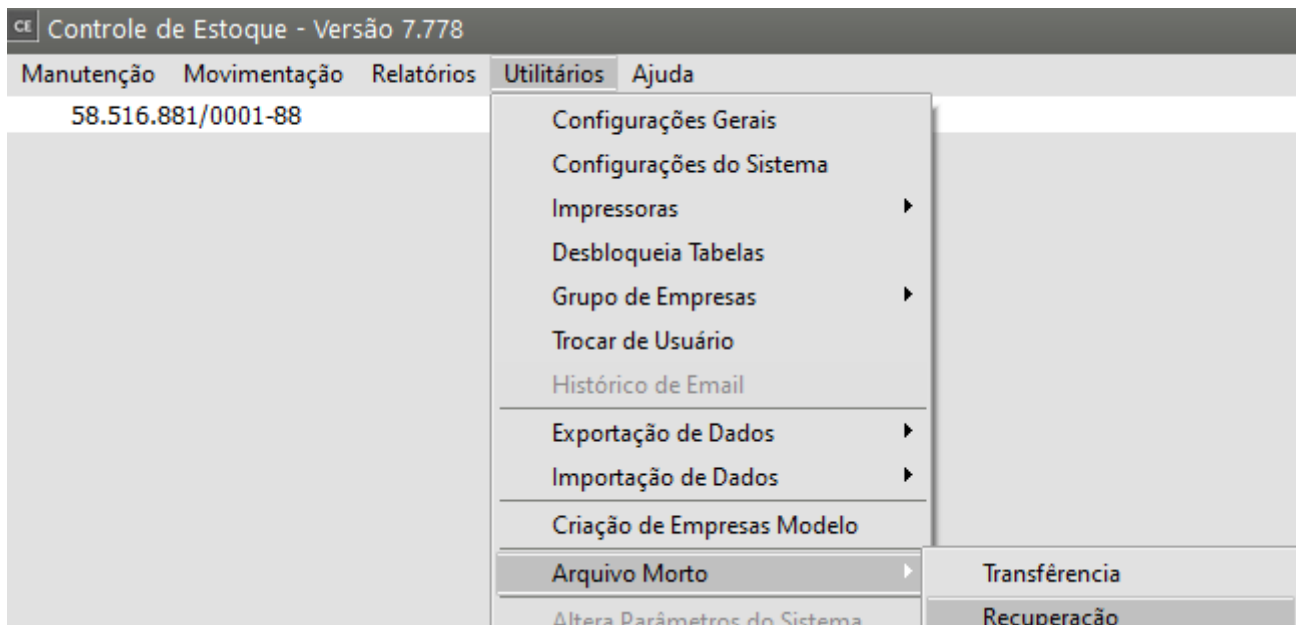 CE Controle de Estoque - Versão 7.778
Manutenção Movimentação Relatórios Utilitários Ajuda
58.516.881/0001-88
Configurações Gerais
Configurações do Sistema
Impressoras
Desbloqueia Tabelas
Grupo de Empresas
Trocar de Usuário
Histórico de Email
Exportação de Dados
Importação de Dados
Criação de Empresas Modelo
Arquivo Morto
Transfêrencia
Altera Parâmetros do Sistema
Recuperação